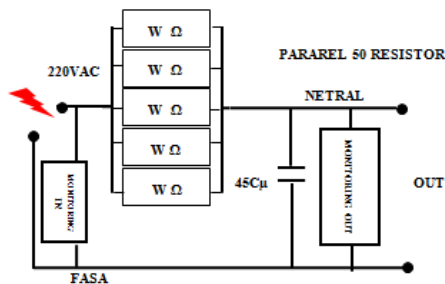 W Ω
220VAC
W Ω
PARAREL 50 RESISTOR
W Ω
NETRAL
W Ω
W Ω
MONITORING IN
45Cµ
MONITORING OUT
OUT
FASA